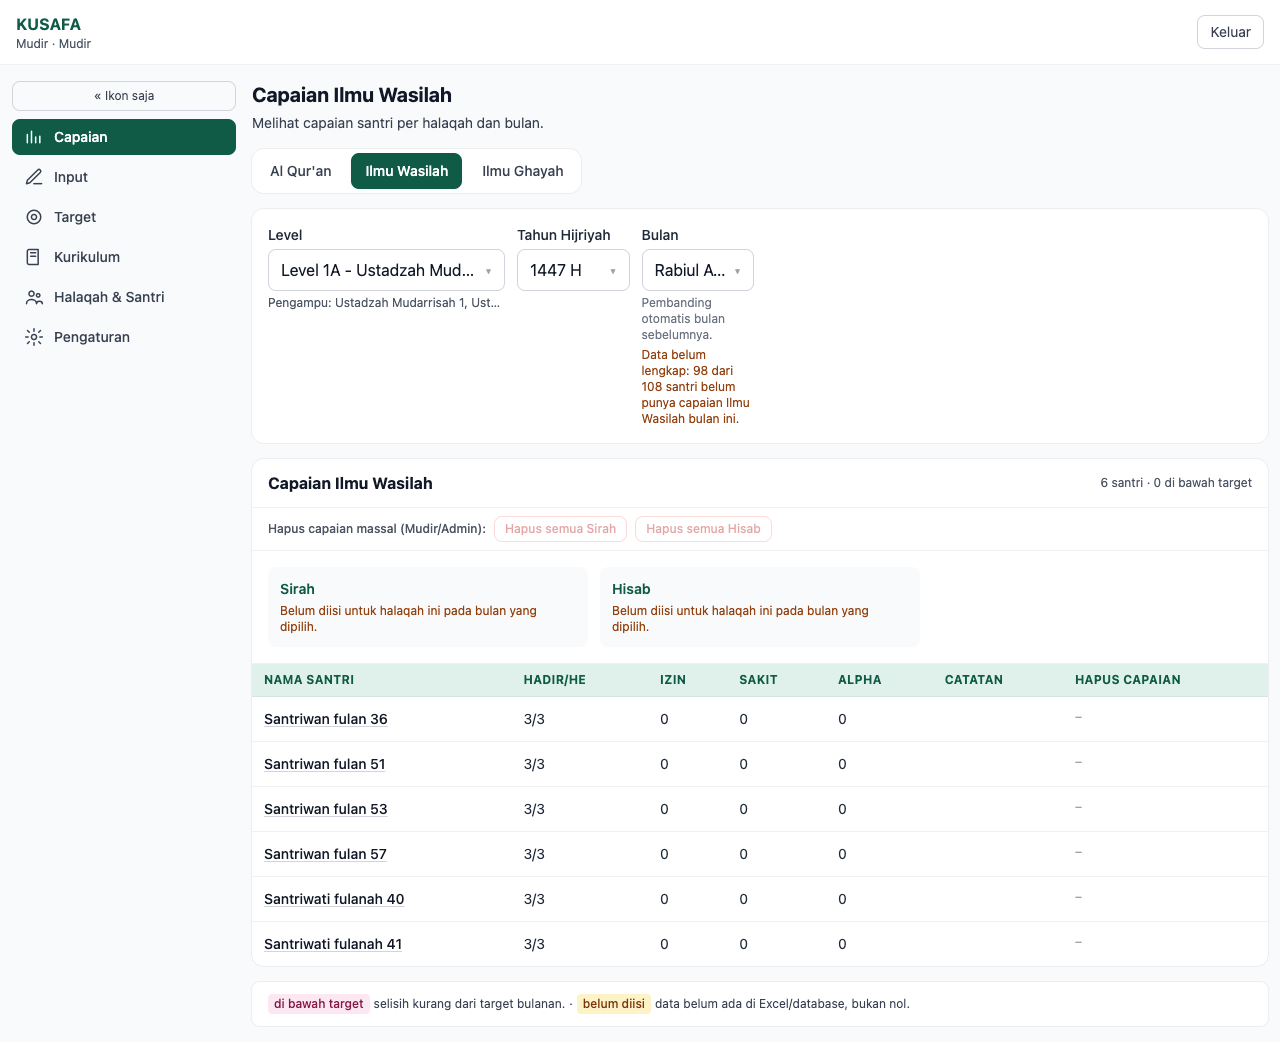 KUSAFA
Mudir · Mudir
Keluar
« Ikon saja
Capaian
Input
Target
Kurikulum
Halaqah & Santri
Pengaturan
Capaian Ilmu Wasilah
Melihat capaian santri per halaqah dan bulan.
Al Qur'an
Ilmu Wasilah
Ilmu Ghayah
Level
Level 1A - Ustadzah Mud...
Pengampu: Ustadzah Mudarrisah 1, Ust...
Tahun Hijriyah
1447 H
Bulan
Rabiul A...
Pembanding
otomatis bulan
sebelumnya.
Data belum
lengkap: 98 dari
108 santri belum
punya capaian Ilmu
Wasilah bulan ini.
Capaian Ilmu Wasilah
6 santri · 0 di bawah target
Hapus capaian massal (Mudir/Admin):
Hapus semua Sirah
Hapus semua Hisab
Sirah
Belum diisi untuk halaqah ini pada bulan yang
dipilih.
Hisab
Belum diisi untuk halaqah ini pada bulan yang
dipilih.
NAMA SANTRI HADIR/HE IZIN SAKIT ALPHA CATATAN HAPUS CAPAIAN
Santriwan fulan 36 3/3 0 0 0 –
Santriwan fulan 51 3/3 0 0 0 –
Santriwan fulan 53 3/3 0 0 0 –
Santriwan fulan 57 3/3 0 0 0 –
Santriwati fulanah 40 3/3 0 0 0 –
Santriwati fulanah 41 3/3 0 0 0 –
di bawah target selisih kurang dari target bulanan. · belum diisi data belum ada di Excel/database, bukan nol.